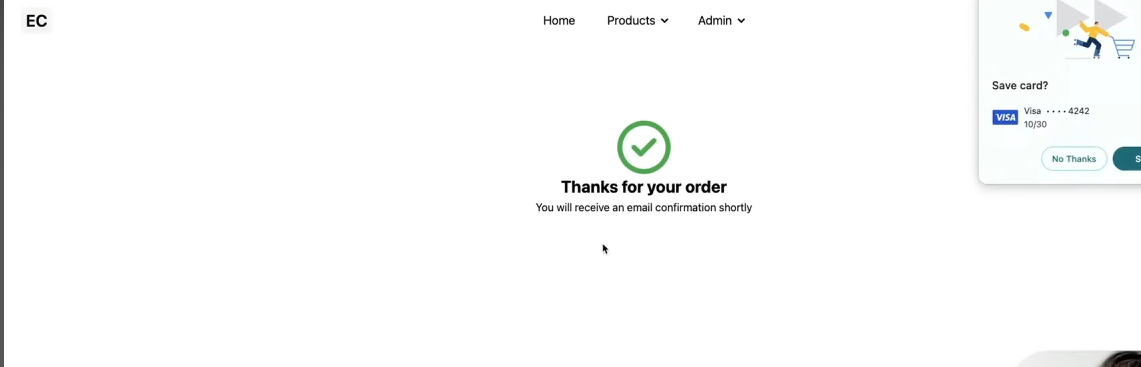 EC
Home Products Admin
Save card?
VISA Visa ····4242
10/30
No Thanks
Thanks for your order
You will receive an email confirmation shortly